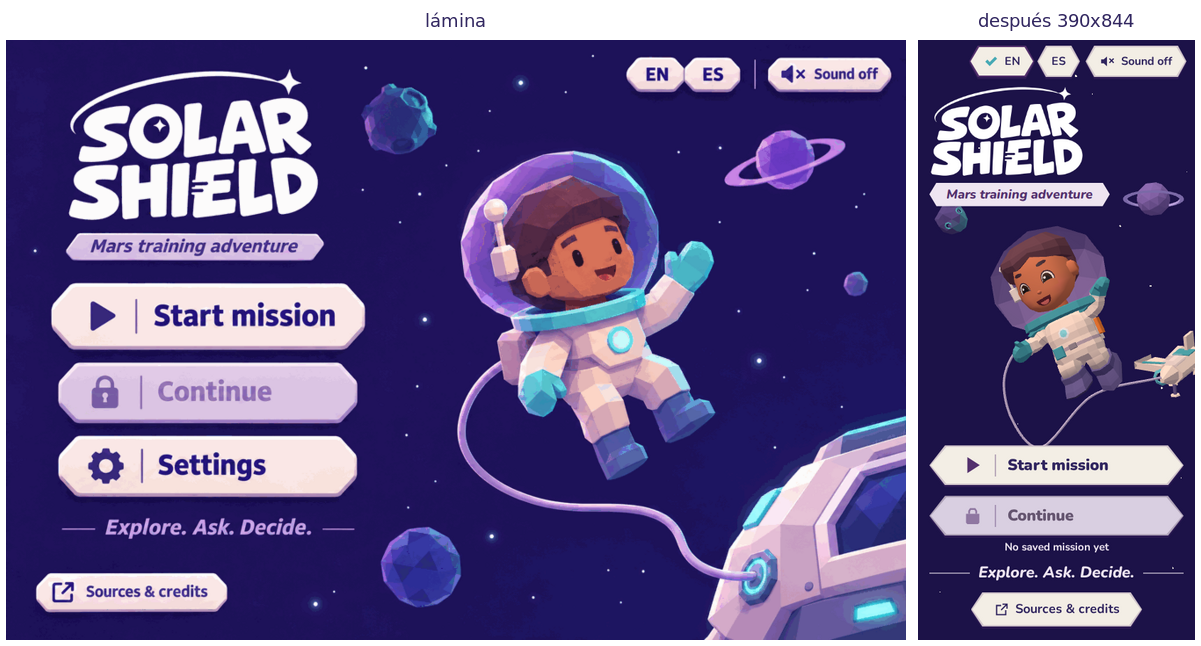 lámina
EN
ES
Sound off
SOLAR
SHIELD
Mars training adventure
Start mission
Continue
Settings
Explore. Ask. Decide.
Sources & credits
después 390x844
EN
ES
Sound off
SOLAR
SHIELD
Mars training adventure
Start mission
Continue
No saved mission yet
Explore. Ask. Decide.
Sources & credits